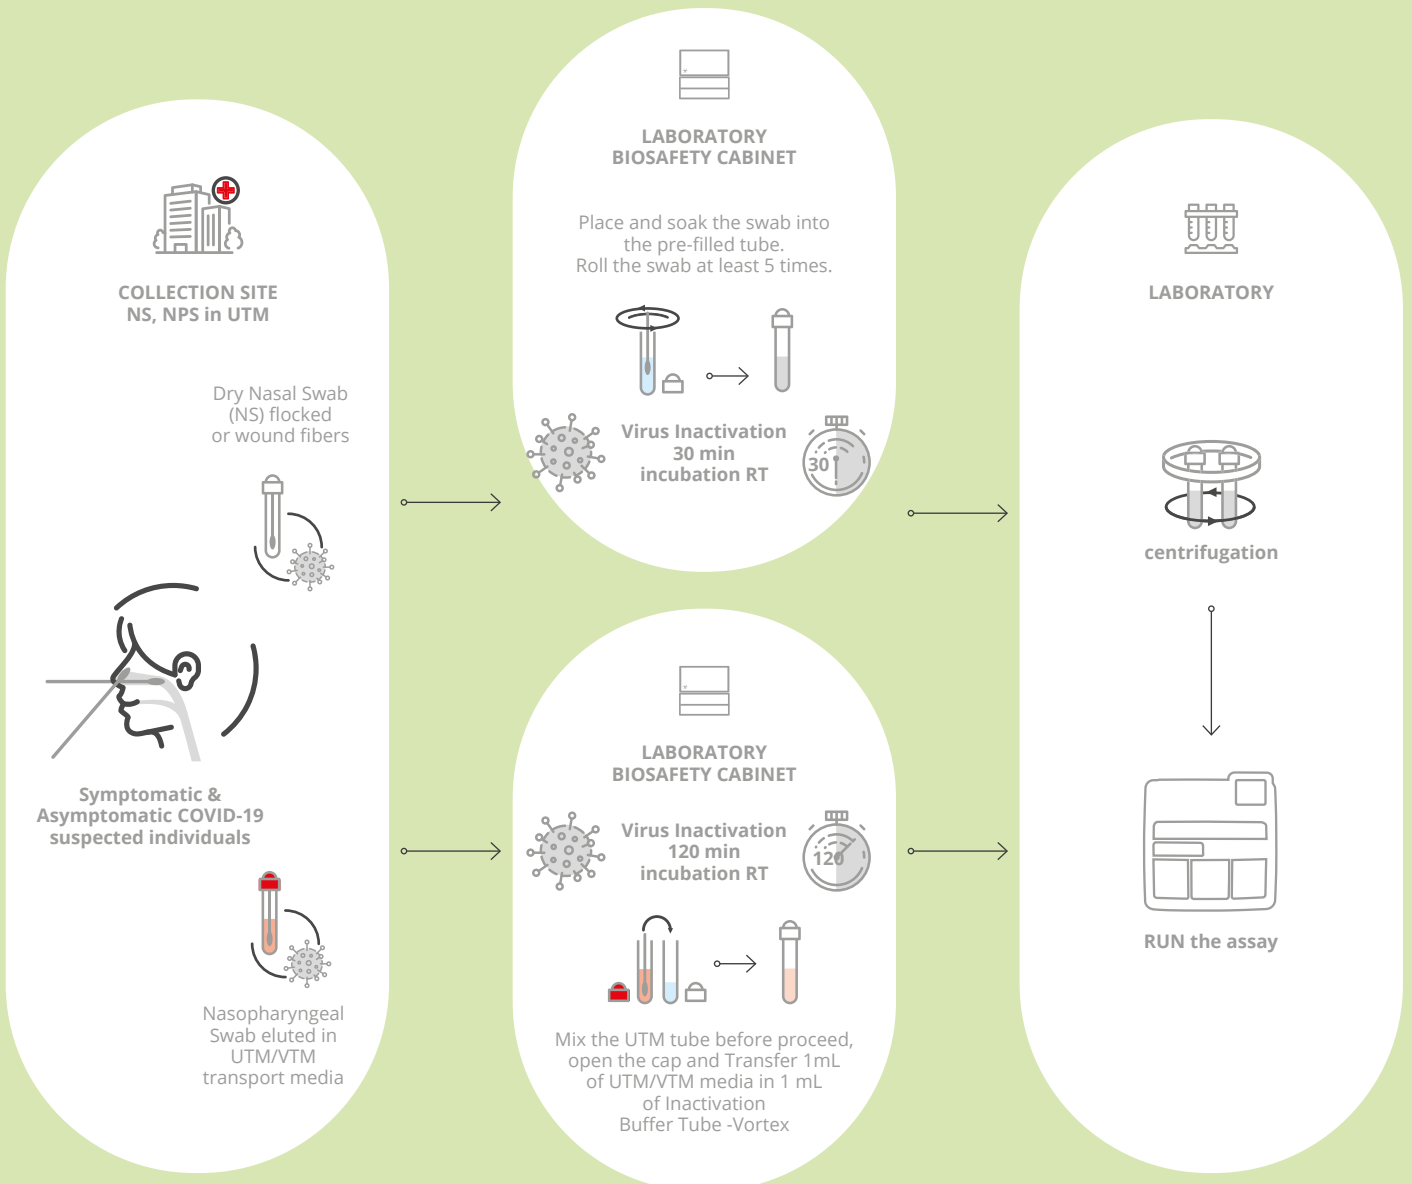 COLLECTION SITE
NS, NPS in UTM
Dry Nasal Swab
(NS) flocked
or wound fibers
Symptomatic &
Asymptomatic COVID-19
suspected individuals
Nasopharyngeal
Swab eluted in
UTM/VTM
transport media
LABORATORY
BIOSAFETY CABINET
Place and soak the swab into
the pre-filled tube.
Roll the swab at least 5 times.
Virus Inactivation
30 min
incubation RT
30
LABORATORY
BIOSAFETY CABINET
Virus Inactivation
120 min
incubation RT
120
Mix the UTM tube before proceed,
open the cap and Transfer 1mL
of UTM/VTM media in 1 mL
of Inactivation
Buffer Tube -Vortex
LABORATORY
centrifugation
RUN the assay